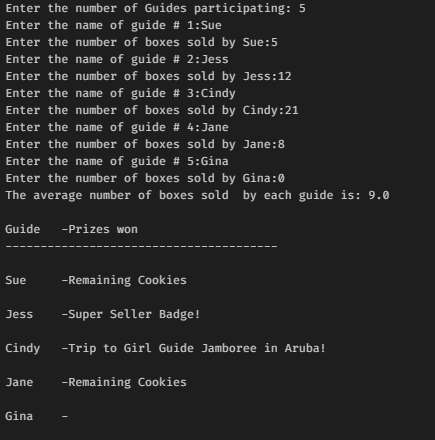 Enter the number of Guides participating: 5
Enter the name of guide # 1:Sue
Enter the number of boxes sold by Sue:5
Enter the name of guide # 2:Jess
Enter the number of boxes sold by Jess:12
Enter the name of guide # 3:Cindy
Enter the number of boxes sold by Cindy:21
Enter the name of guide # 4:Jane
Enter the number of boxes sold by Jane:8
Enter the name of guide # 5:Gina
Enter the number of boxes sold by Gina:0
The average number of boxes sold  by each guide is: 9.0
Guide   -Prizes won
---------------------------------------
Sue     -Remaining Cookies
Jess    -Super Seller Badge!
Cindy   -Trip to Girl Guide Jamboree in Aruba!
Jane    -Remaining Cookies
Gina    -